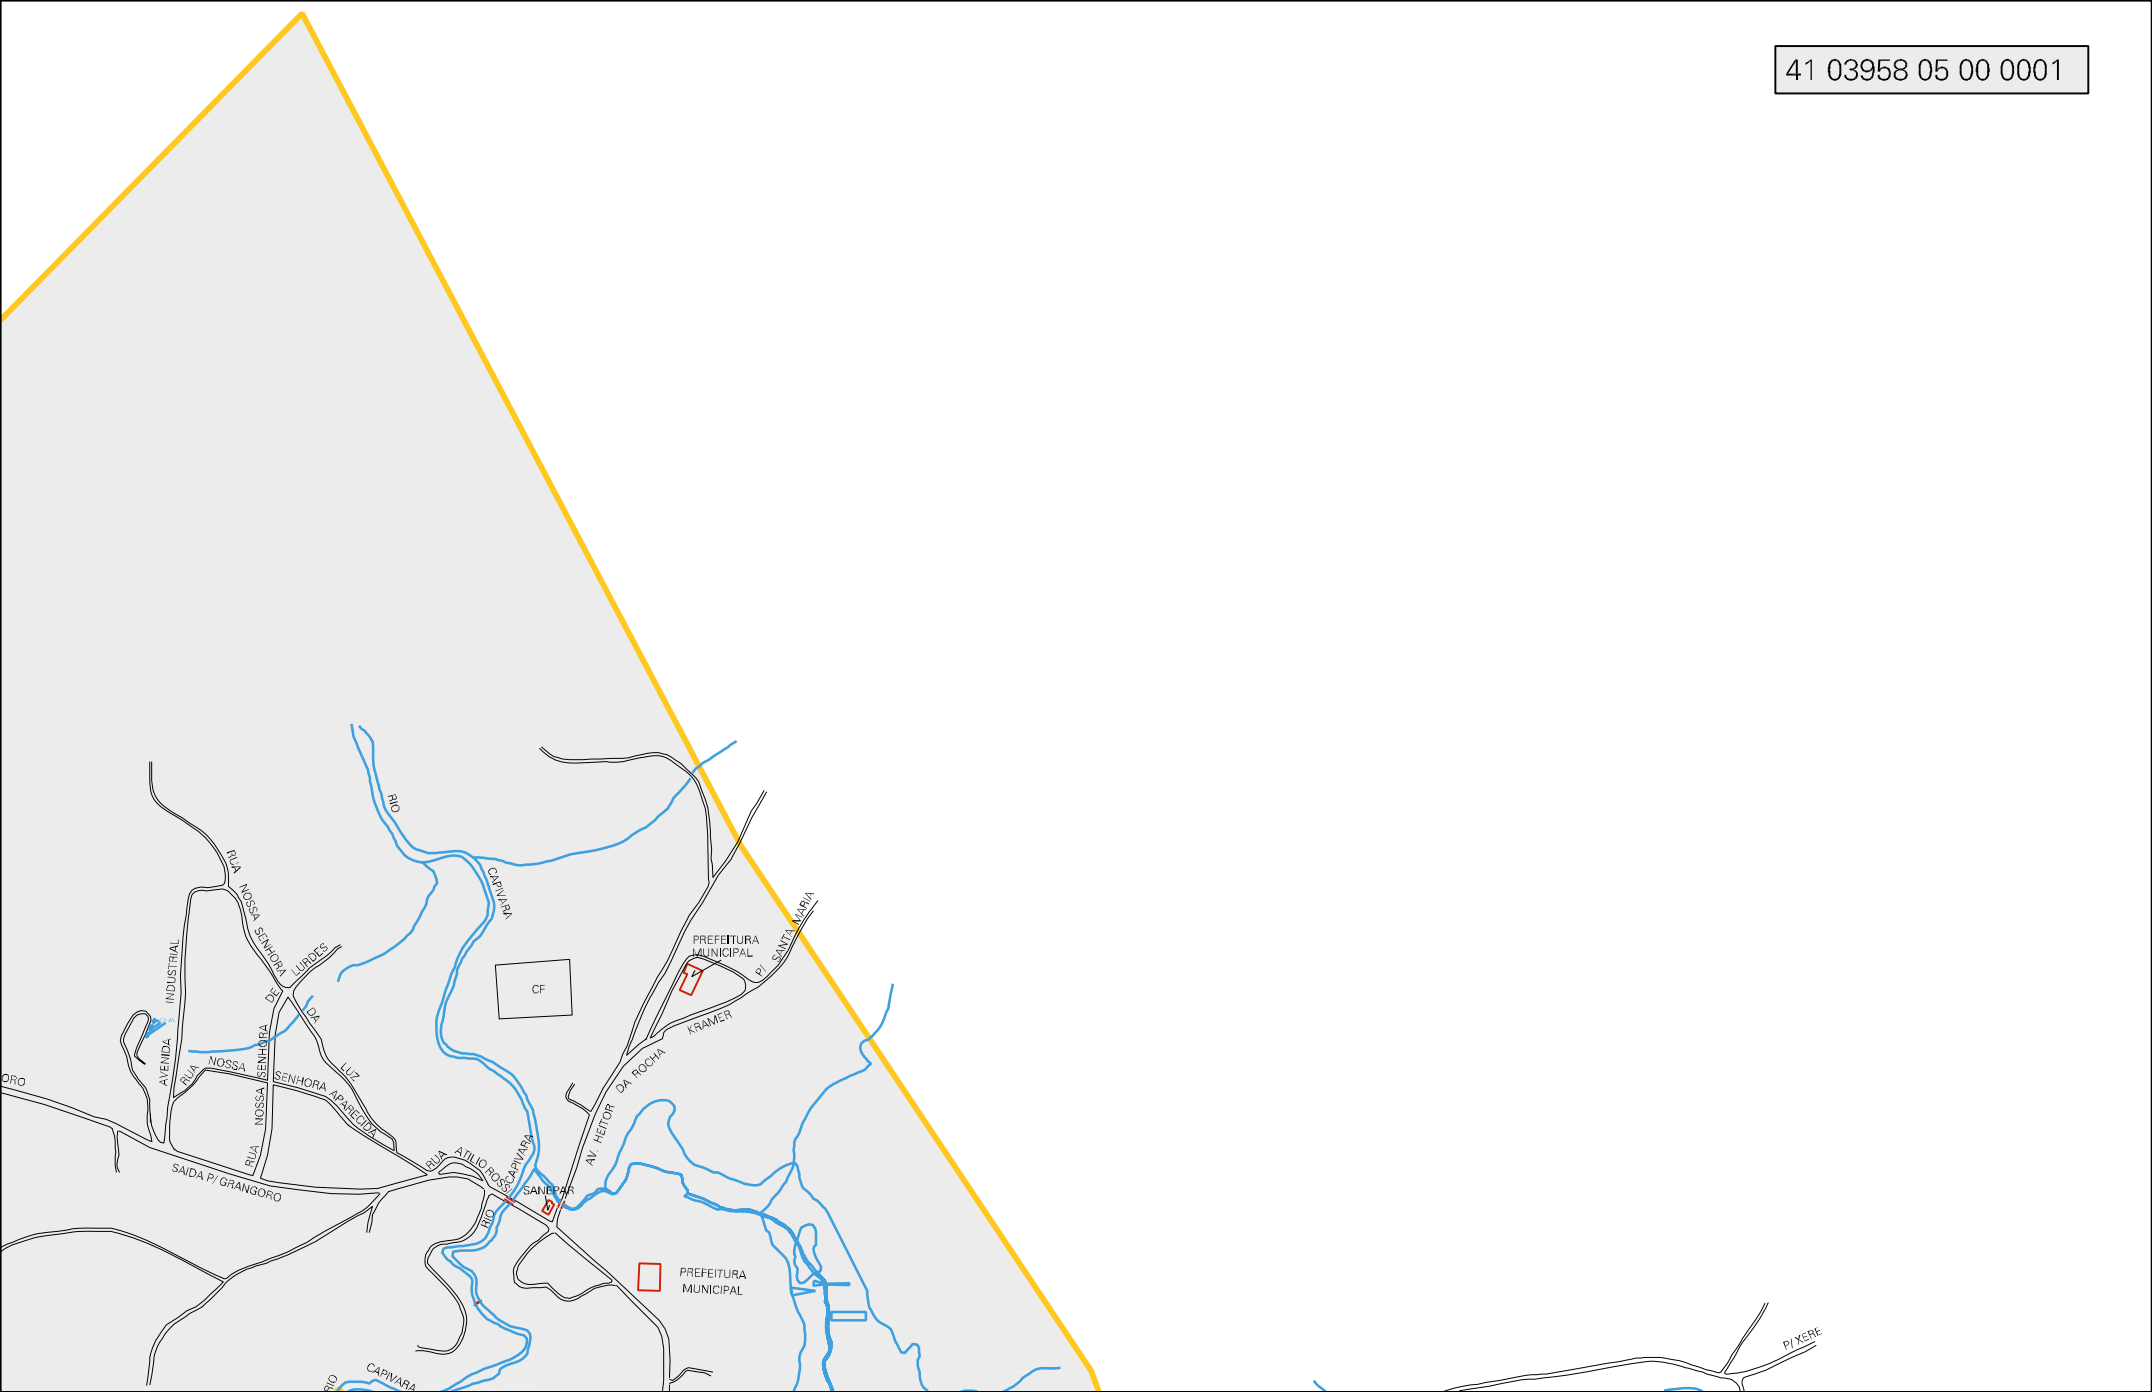 41 03958 05 00 0001
RIO
CAPIVARA
RUA NOSSA SENHORA DE LURDES
INDUSTRIAL
AVENIDA
PREFEITURA
MUNICIPAL
P/ SANTA MARIA
CF
KRAMER
DA ROCHA
AV. HEITOR
DA LUZ
RUA NOSSA SENHORA APARECIDA
RUA NOSSA SENHORA
ORO
SAIDA P/ GRANGORO
RUA ATILIO ROSSI
RIO CAPIVARA
SANEPAR
PREFEITURA
MUNICIPAL
RIO CAPIVARA
P/ XERE